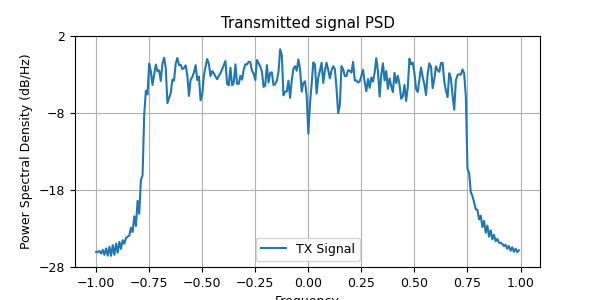 Transmitted signal PSD
Power Spectral Density (dB/Hz)
2
−8
−18
−28
TX Signal
−1.00 −0.75 −0.50 −0.25 0.00 0.25 0.50 0.75 1.00
Frequency